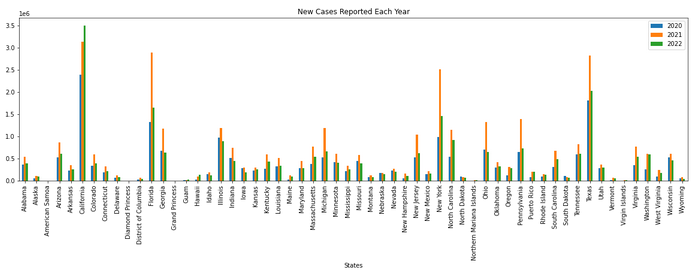 New Cases Reported Each Year
1e6
2020
2021
2022
3.5
3.0
2.5
2.0
1.5
1.0
0.5
0.0
Alabama
Alaska
American Samoa
Arizona
Arkansas
California
Colorado
Connecticut
Delaware
Diamond Princess
District of Columbia
Florida
Georgia
Grand Princess
Guam
Hawaii
Idaho
Illinois
Indiana
Iowa
Kansas
Kentucky
Louisiana
Maine
Maryland
Massachusetts
Michigan
Minnesota
Mississippi
Missouri
Montana
Nebraska
Nevada
New Hampshire
New Jersey
New Mexico
New York
North Carolina
North Dakota
Northern Mariana Islands
Ohio
Oklahoma
Oregon
Pennsylvania
Puerto Rico
Rhode Island
South Carolina
South Dakota
Tennessee
Texas
Utah
Vermont
Virgin Islands
Virginia
Washington
West Virginia
Wisconsin
Wyoming
States